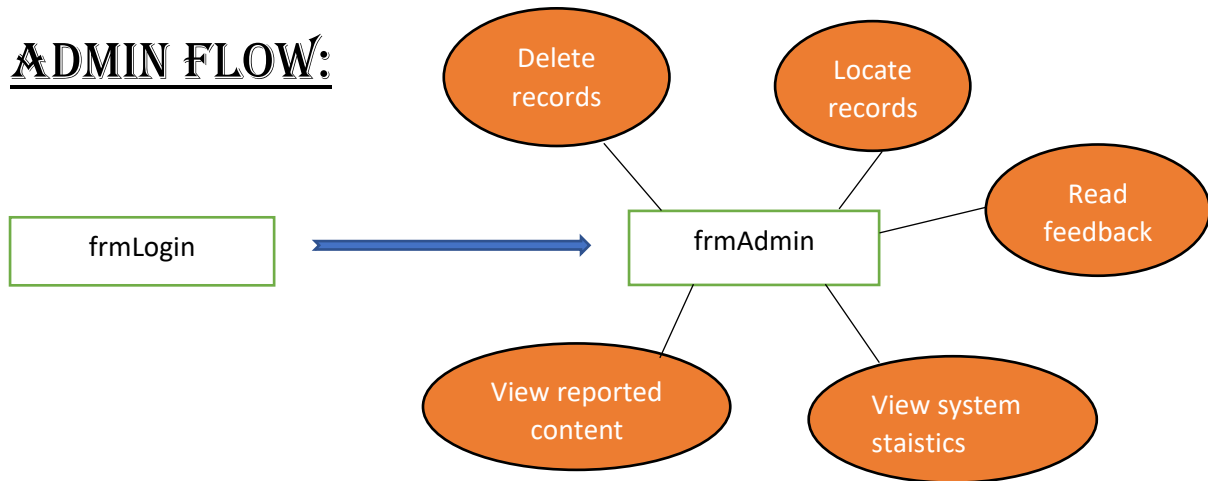 ADMIN FLOW:
Delete
records
Locate
records
Read
feedback
frmLogin
frmAdmin
View reported
content
View system
staistics